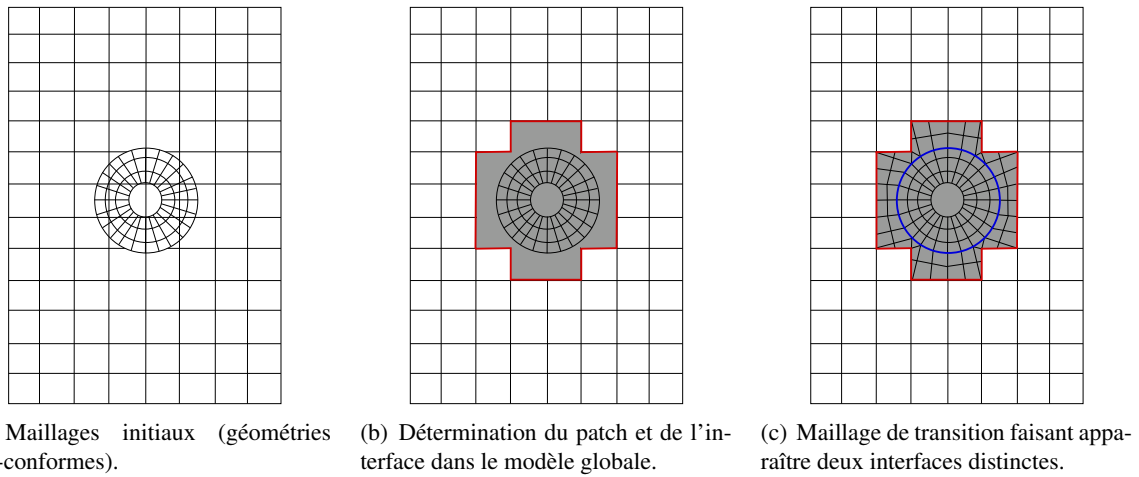 Maillages initiaux (géométries
-conformes).
(b) Détermination du patch et de l'in-
terface dans le modèle globale.
(c) Maillage de transition faisant appa-
raître deux interfaces distinctes.